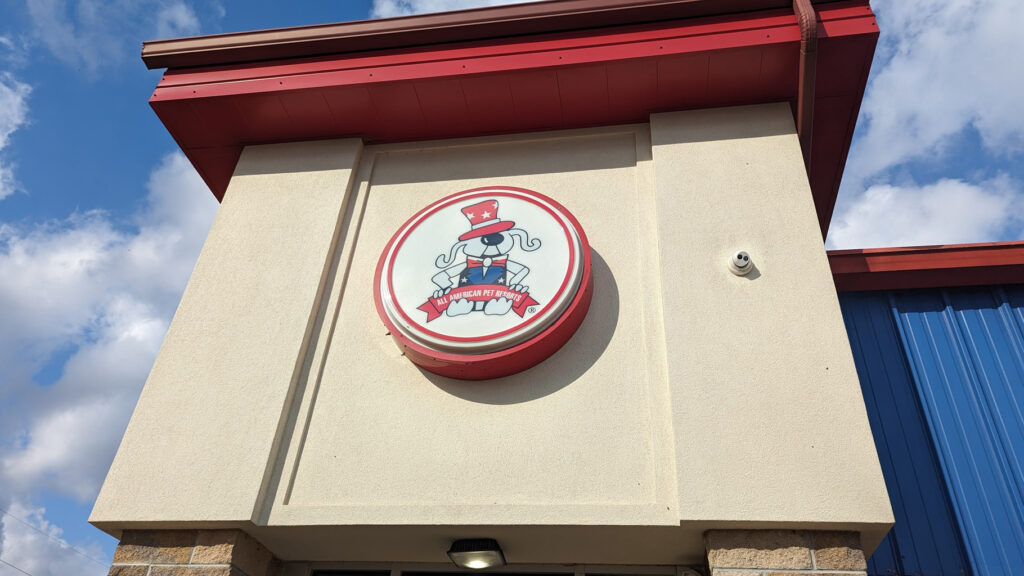 ALL AMERICAN PET RESORTS
®